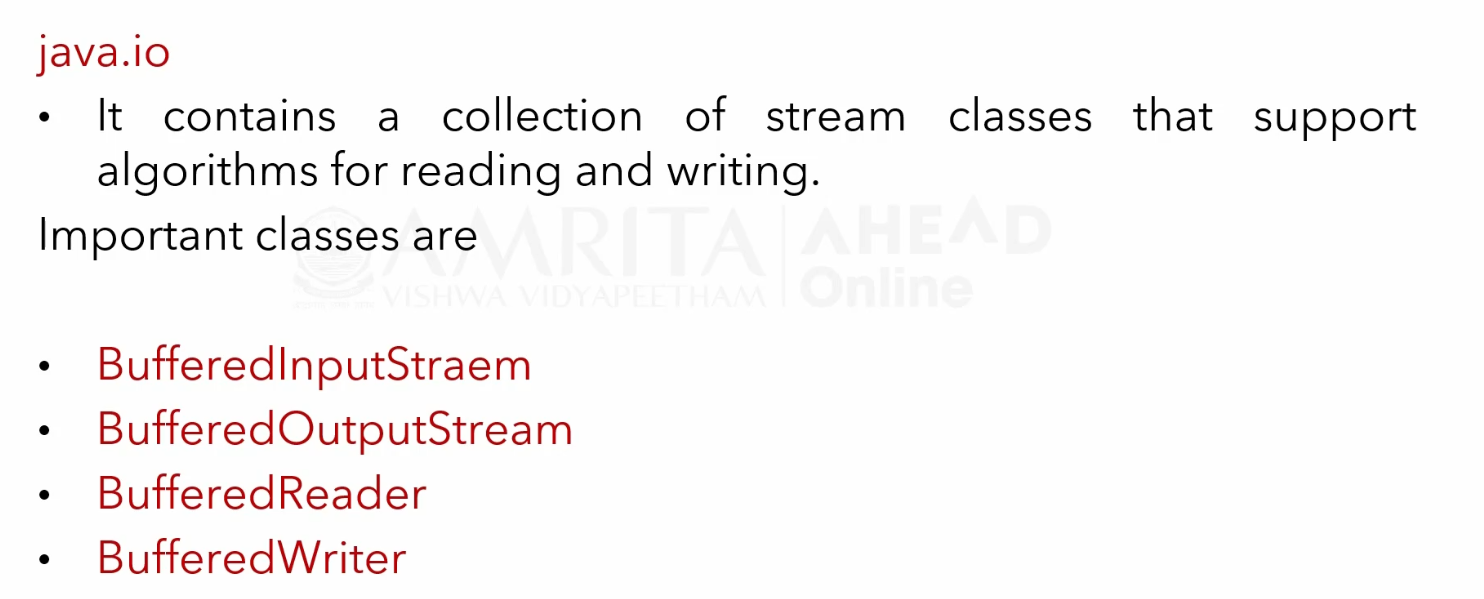 java.io
• It contains a collection of stream classes that support
algorithms for reading and writing.
AMRITA AHEAD
Important classes are
VISHWA VIDYAPEETHAM Online
• BufferedInputStraem
• BufferedOutputStream
• BufferedReader
• BufferedWriter